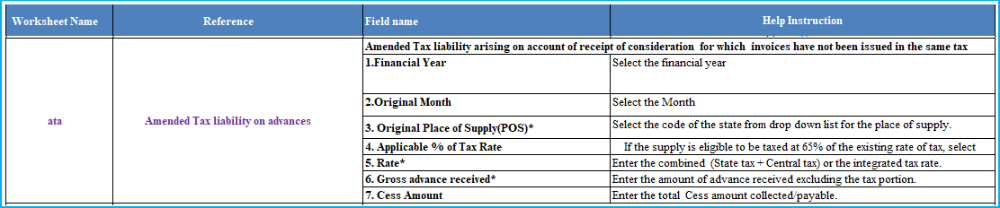 Worksheet Name Reference Field name Help Instruction
Amended Tax liability arising on account of receipt of consideration for which invoices have not been issued in the same tax
1.Financial Year Select the financial year
2.Original Month Select the Month
ata Amended Tax liability on advances 3. Original Place of Supply(POS)* Select the code of the state from drop down list for the place of supply.
4. Applicable % of Tax Rate If the supply is eligible to be taxed at 65% of the existing rate of tax, select
5. Rate* Enter the combined (State tax + Central tax) or the integrated tax rate.
6. Gross advance received* Enter the amount of advance received excluding the tax portion.
7. Cess Amount Enter the total Cess amount collected/payable.